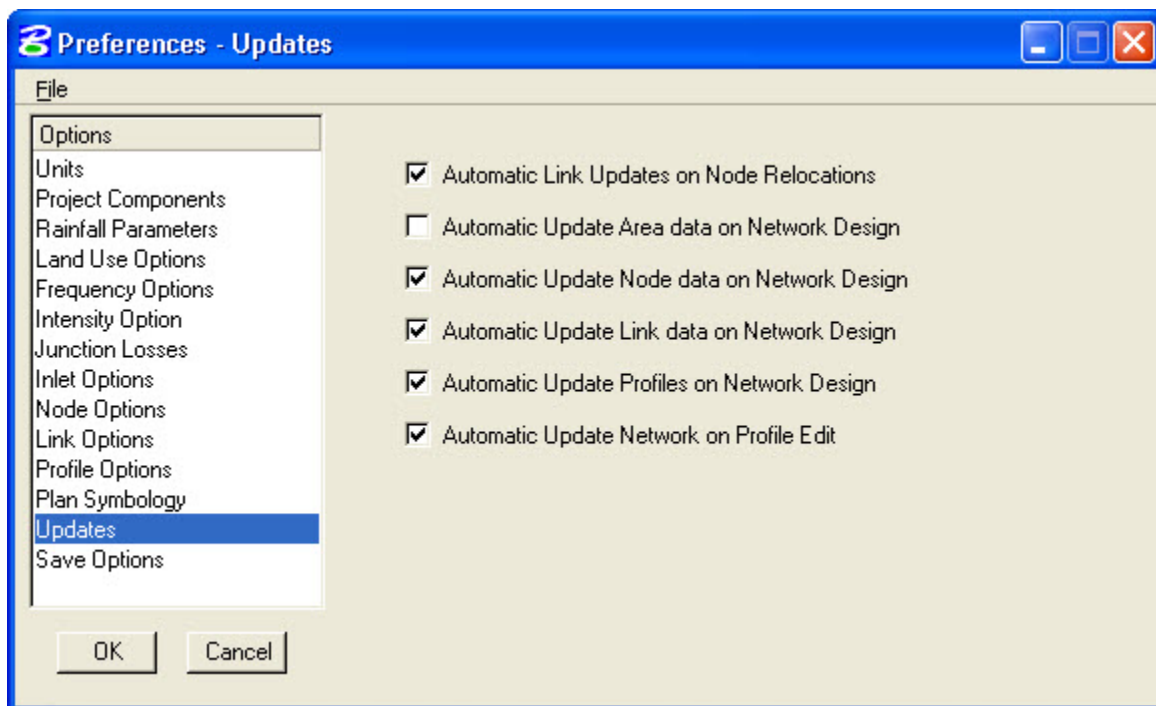 Preferences - Updates
File
Options
Units
Project Components
Rainfall Parameters
Land Use Options
Frequency Options
Intensity Option
Junction Losses
Inlet Options
Node Options
Link Options
Profile Options
Plan Symbology
Updates
Save Options
OK Cancel
Automatic Link Updates on Node Relocations
Automatic Update Area data on Network Design
Automatic Update Node data on Network Design
Automatic Update Link data on Network Design
Automatic Update Profiles on Network Design
Automatic Update Network on Profile Edit